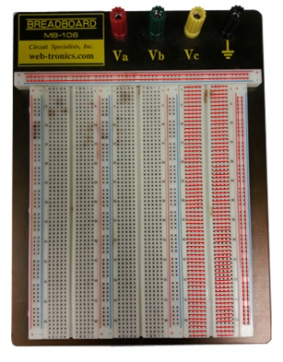 BREADBOARD
MB-106
Circuit Specialists, Inc.
web-tronics.com
Va Vb Vc